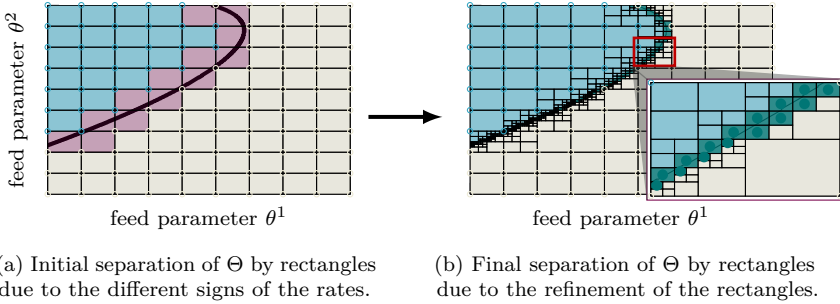 feed parameter θ²
feed parameter θ¹
feed parameter θ¹
(a) Initial separation of Θ by rectangles
due to the different signs of the rates.
(b) Final separation of Θ by rectangles
due to the refinement of the rectangles.